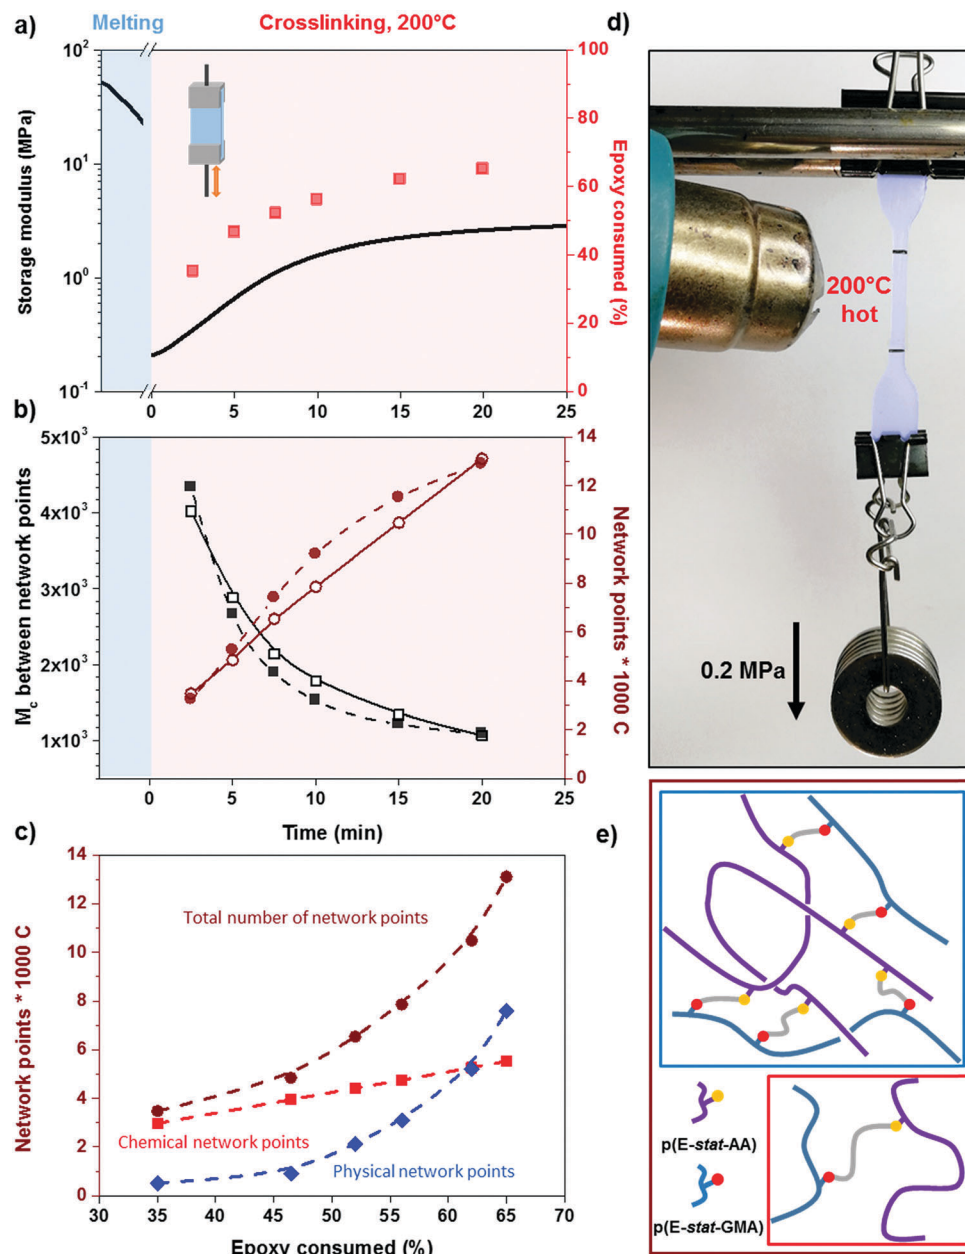 a)
Melting
Crosslinking, 200°C
Storage modulus (MPa)
10²
10¹
10⁰
10⁻¹
100
80
60
40
20
0
Epoxy consumed (%)
0 5 10 15 20 25
b)
M꜀ between network points
5x10³
4x10³
3x10³
2x10³
1x10³
14
12
10
8
6
4
2
0
Network points * 1000 C
0 5 10 15 20 25
Time (min)
c)
Network points * 1000 C
14
12
10
8
6
4
2
0
Total number of network points
Chemical network points
Physical network points
30 35 40 45 50 55 60 65 70
Epoxy consumed (%)
d)
200°C
hot
0.2 MPa
e)
p(E-stat-AA)
p(E-stat-GMA)